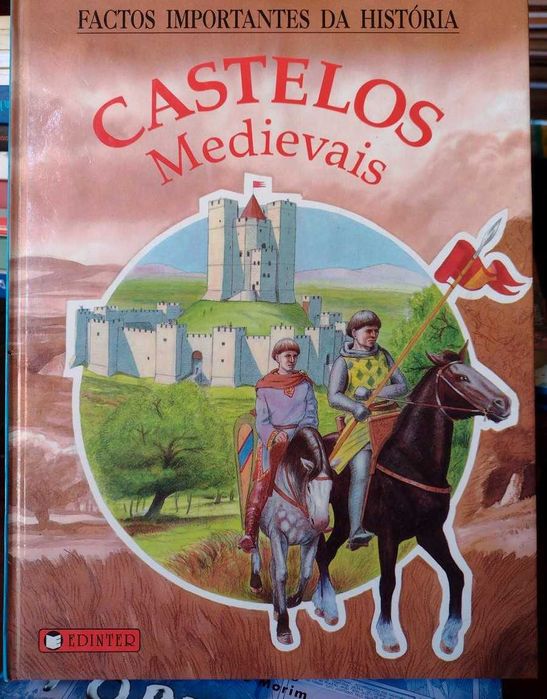 FACTOS IMPORTANTES DA HISTÓRIA
CASTELOS
Medievais
EDINTER